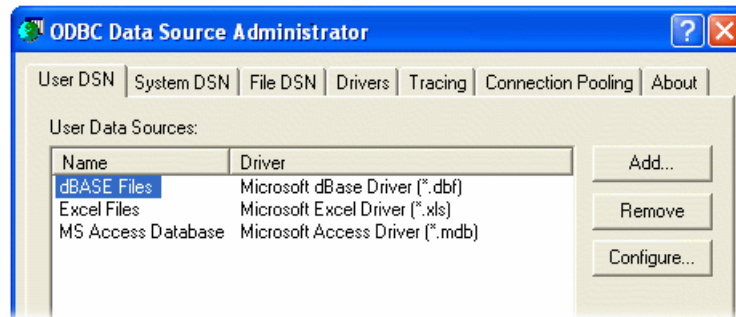 ODBC Data Source Administrator
User DSN System DSN File DSN Drivers Tracing Connection Pooling About
User Data Sources:
Name Driver
dBASE Files Microsoft dBase Driver (*.dbf)
Excel Files Microsoft Excel Driver (*.xls)
MS Access Database Microsoft Access Driver (*.mdb)
Add...
Remove
Configure...